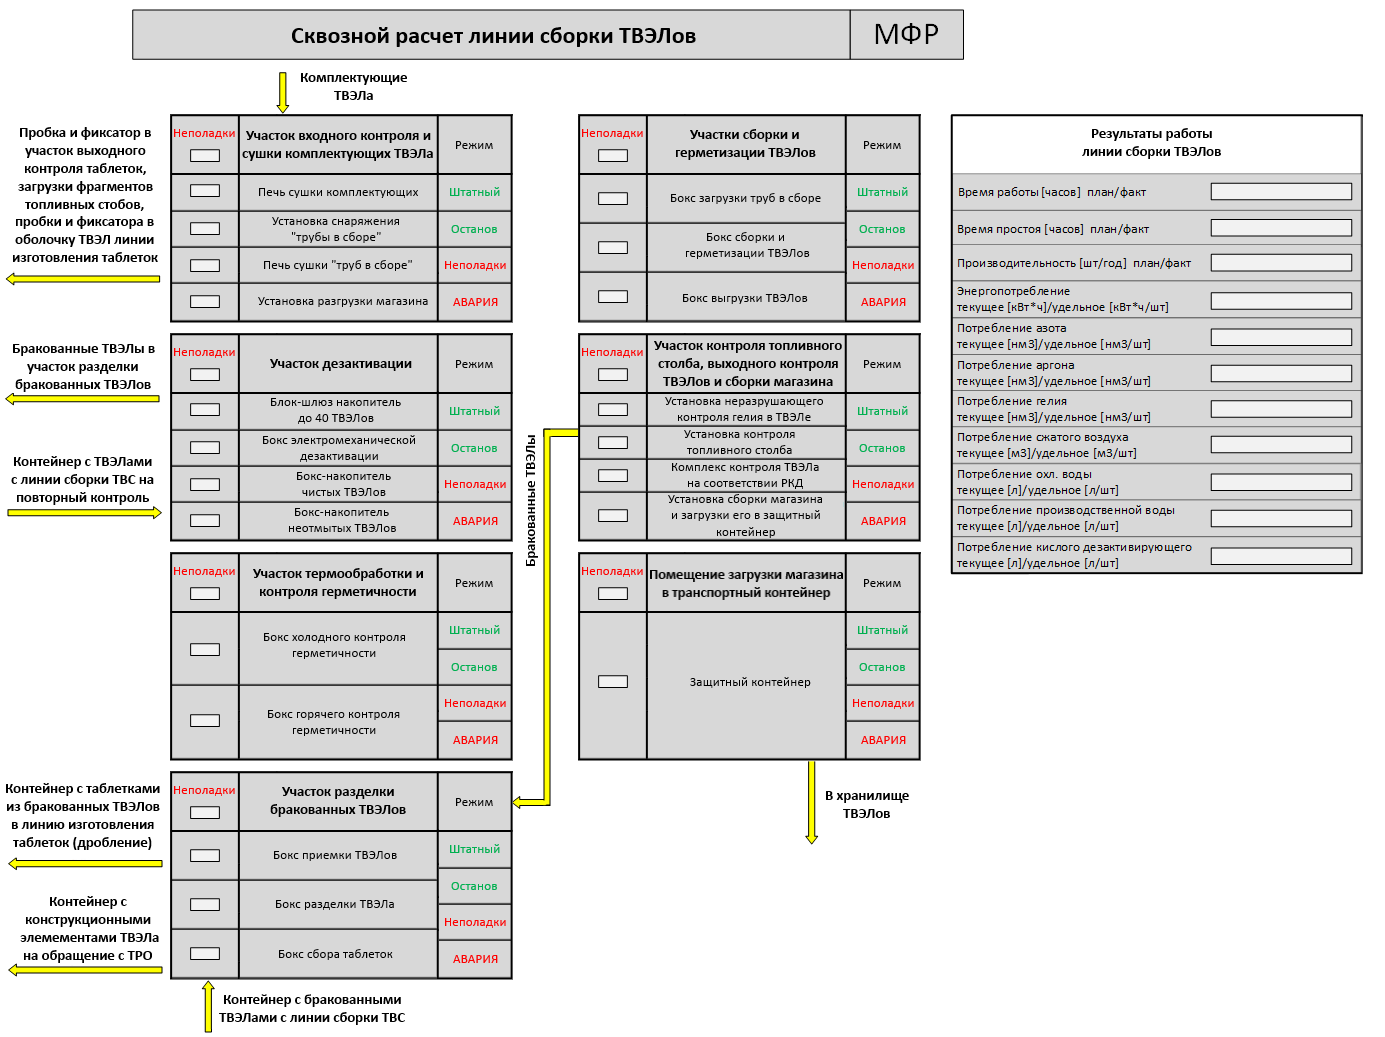 Сквозной расчет линии сборки ТВЭЛов
МФР
Комплектующие
ТВЭЛа
Пробка и фиксатор в
участок выходного
контроля таблеток,
загрузки фрагментов
топливных стобов,
пробки и фиксатора в
оболочку ТВЭЛ линии
изготовления таблеток
Неполадки
Участок входного контроля и
сушки комплектующих ТВЭЛа
Режим
Печь сушки комплектующих
Штатный
Установка снаряжения
"трубы в сборе"
Останов
Печь сушки "труб в сборе"
Неполадки
Установка разгрузки магазина
АВАРИЯ
Неполадки
Участки сборки и
герметизации ТВЭЛов
Режим
Бокс загрузки труб в сборе
Штатный
Останов
Бокс сборки и
герметизации ТВЭЛов
Неполадки
Бокс выгрузки ТВЭЛов
АВАРИЯ
Результаты работы
линии сборки ТВЭЛов
Время работы [часов]  план/факт
Время простоя [часов]  план/факт
Производительность [шт/год]  план/факт
Энергопотребление
текущее [кВт*ч]/удельное [кВт*ч/шт]
Потребление азота
текущее [нм3]/удельное [нм3/шт]
Потребление аргона
текущее [нм3]/удельное [нм3/шт]
Потребление гелия
текущее [нм3]/удельное [нм3/шт]
Потребление сжатого воздуха
текущее [м3]/удельное [м3/шт]
Потребление охл. воды
текущее [л]/удельное [л/шт]
Потребление производственной воды
текущее [л]/удельное [л/шт]
Потребление кислого дезактивирующего
текущее [л]/удельное [л/шт]
Бракованные ТВЭЛы в
участок разделки
бракованных ТВЭЛов
Контейнер с ТВЭЛами
с линии сборки ТВС на
повторный контроль
Неполадки
Участок дезактивации
Режим
Блок-шлюз накопитель
до 40 ТВЭЛов
Штатный
Бокс электромеханической
дезактивации
Останов
Бокс-накопитель
чистых ТВЭЛов
Неполадки
Бокс-накопитель
неотмытых ТВЭЛов
АВАРИЯ
Бракованные ТВЭЛы
Неполадки
Участок контроля топливного
столба, выходного контроля
ТВЭЛов и сборки магазина
Режим
Установка неразрушающего
контроля гелия в ТВЭЛе
Штатный
Установка контроля
топливного столба
Останов
Комплекс контроля ТВЭЛа
на соответствии РКД
Неполадки
Установка сборки магазина
и загрузки его в защитный
контейнер
АВАРИЯ
Неполадки
Участок термообработки и
контроля герметичности
Режим
Бокс холодного контроля
герметичности
Штатный
Останов
Бокс горячего контроля
герметичности
Неполадки
АВАРИЯ
Неполадки
Помещение загрузки магазина
в транспортный контейнер
Режим
Защитный контейнер
Штатный
Останов
Неполадки
АВАРИЯ
В хранилище
ТВЭЛов
Контейнер с таблетками
из бракованных ТВЭЛов
в линию изготовления
таблеток (дробление)
Контейнер с
конструкционными
элемементами ТВЭЛа
на обращение с ТРО
Неполадки
Участок разделки
бракованных ТВЭЛов
Режим
Бокс приемки ТВЭЛов
Штатный
Останов
Бокс разделки ТВЭЛа
Неполадки
Бокс сбора таблеток
АВАРИЯ
Контейнер с бракованными
ТВЭЛами с линии сборки ТВС